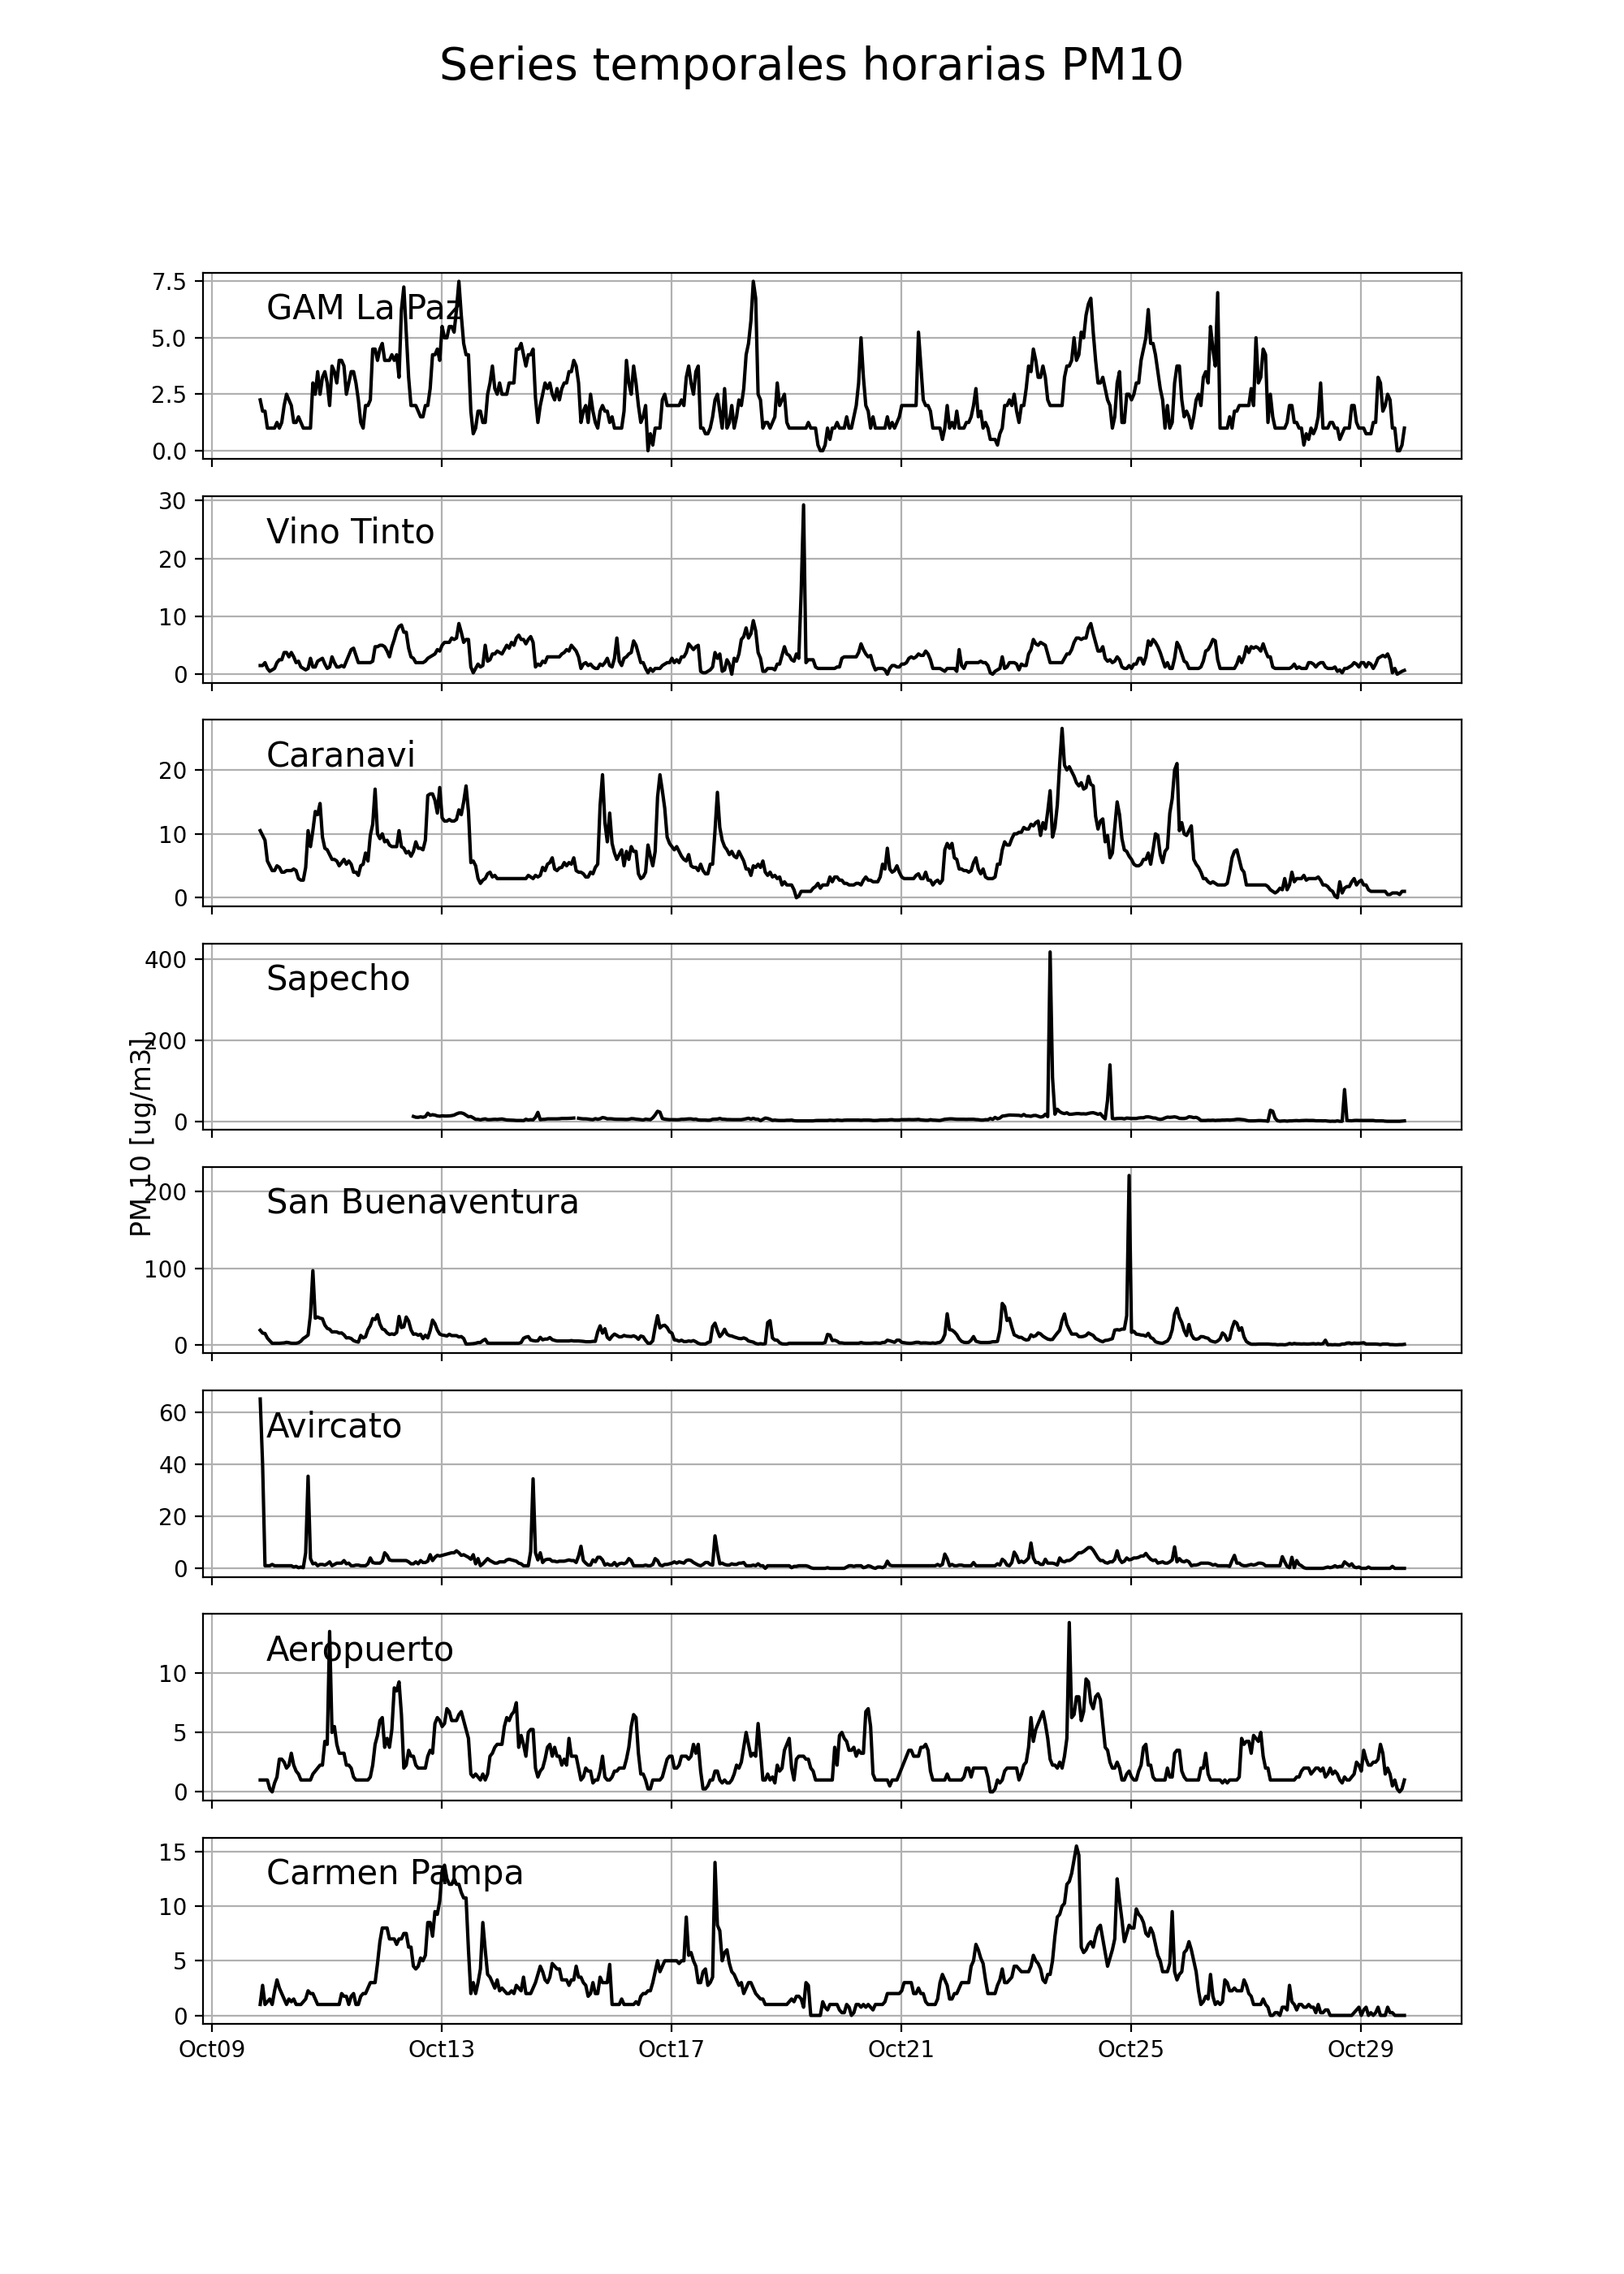 Series temporales horarias PM10
7.5
5.0
2.5
0.0
GAM La Paz
30
20
10
0
Vino Tinto
20
10
0
Caranavi
400
200
0
Sapecho
PM 10 [ug/m3]
200
100
0
San Buenaventura
60
40
20
0
Avircato
10
5
0
Aeropuerto
15
10
5
0
Carmen Pampa
Oct09 Oct13 Oct17 Oct21 Oct25 Oct29